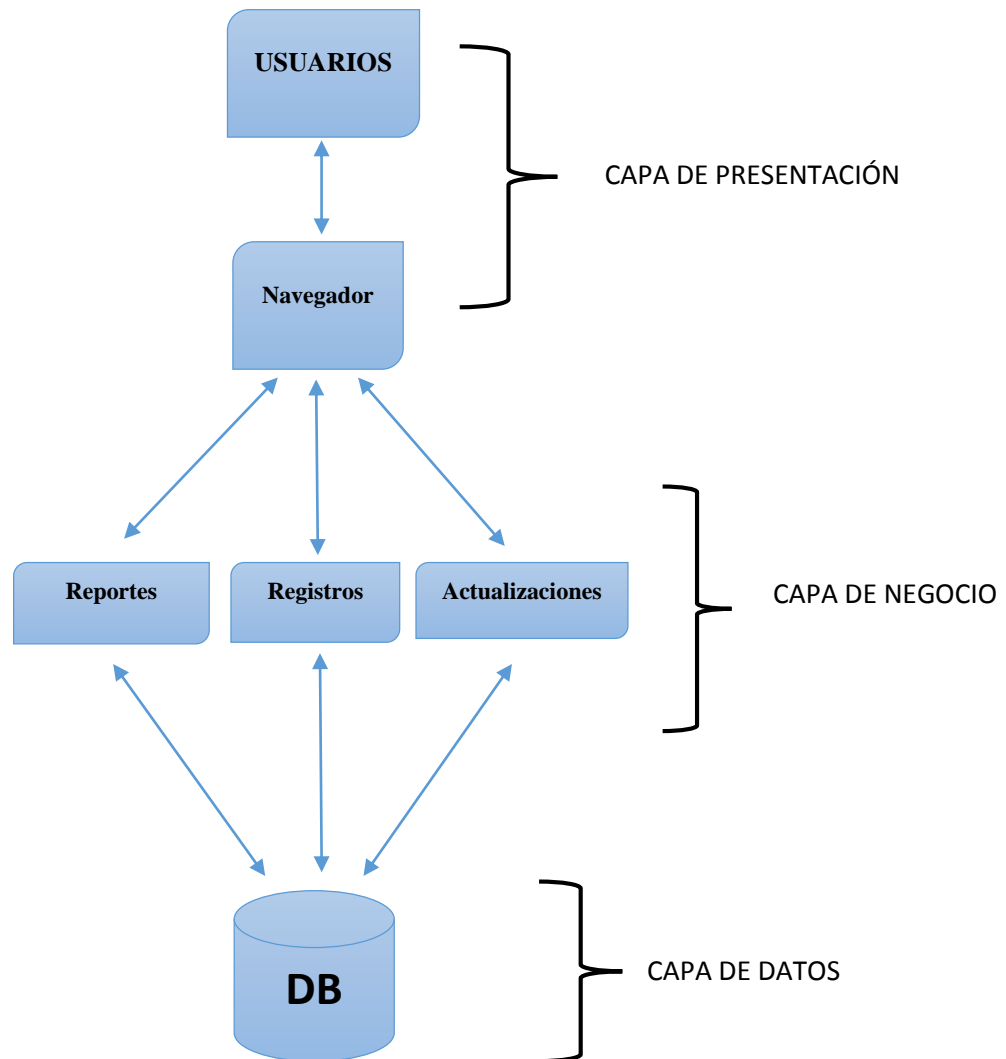 USUARIOS
CAPA DE PRESENTACIÓN
Navegador
Reportes
Registros
Actualizaciones
CAPA DE NEGOCIO
DB
CAPA DE DATOS